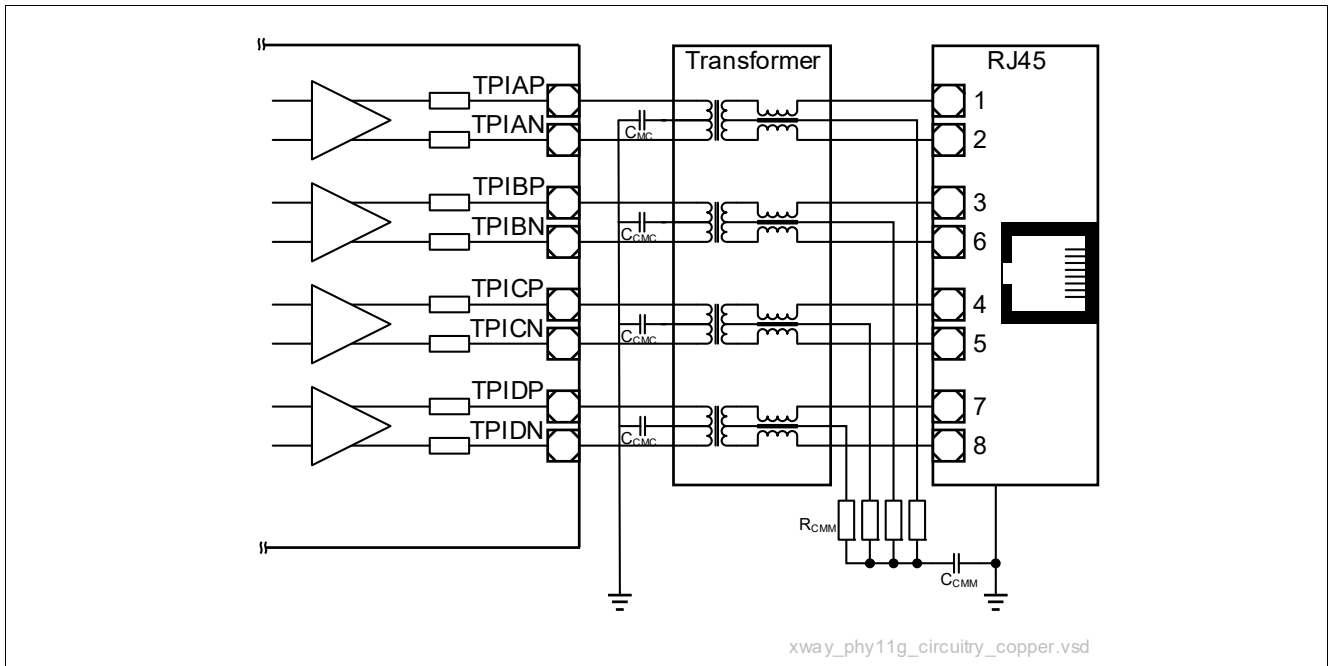 Transformer
RJ45
TPIAP
1
TPIAN
CMC
2
TPIBP
3
TPIBN
CCMC
6
TPICP
4
TPICN
CCMC
5
TPIDP
7
TPIDN
CCMC
8
RCMM
CCMM
xway_phy11g_circuitry_copper.vsd